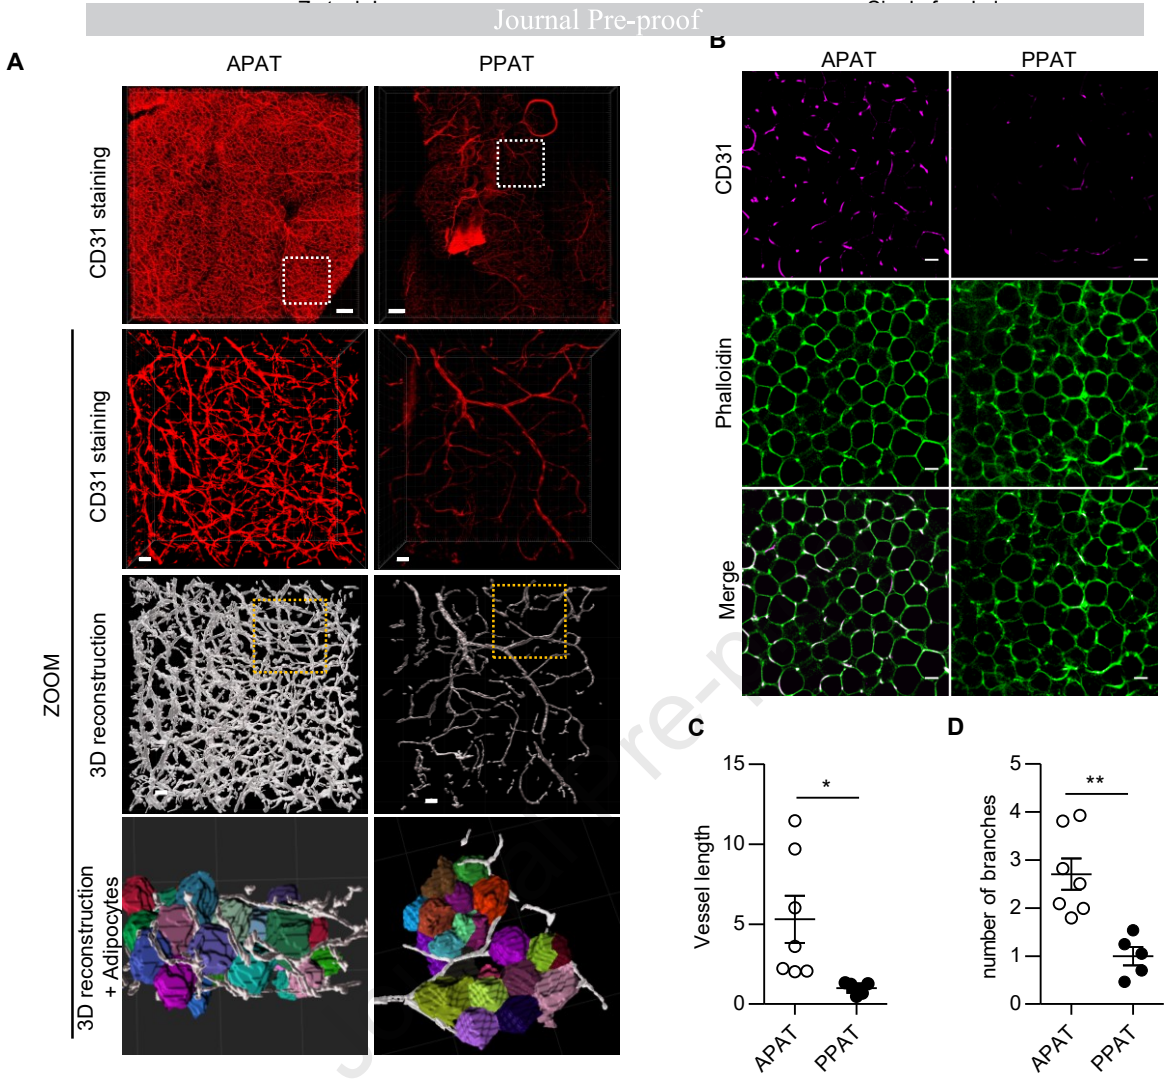 Journal Pre-proof
A
APAT
PPAT
CD31 staining
CD31 staining
3D reconstruction
3D reconstruction
+ Adipocytes
ZOOM
B
APAT
PPAT
CD31
Phalloidin
Merge
C
15
10
5
0
Vessel length
*
APAT
PPAT
D
5
4
3
2
1
0
number of branches
**
APAT
PPAT